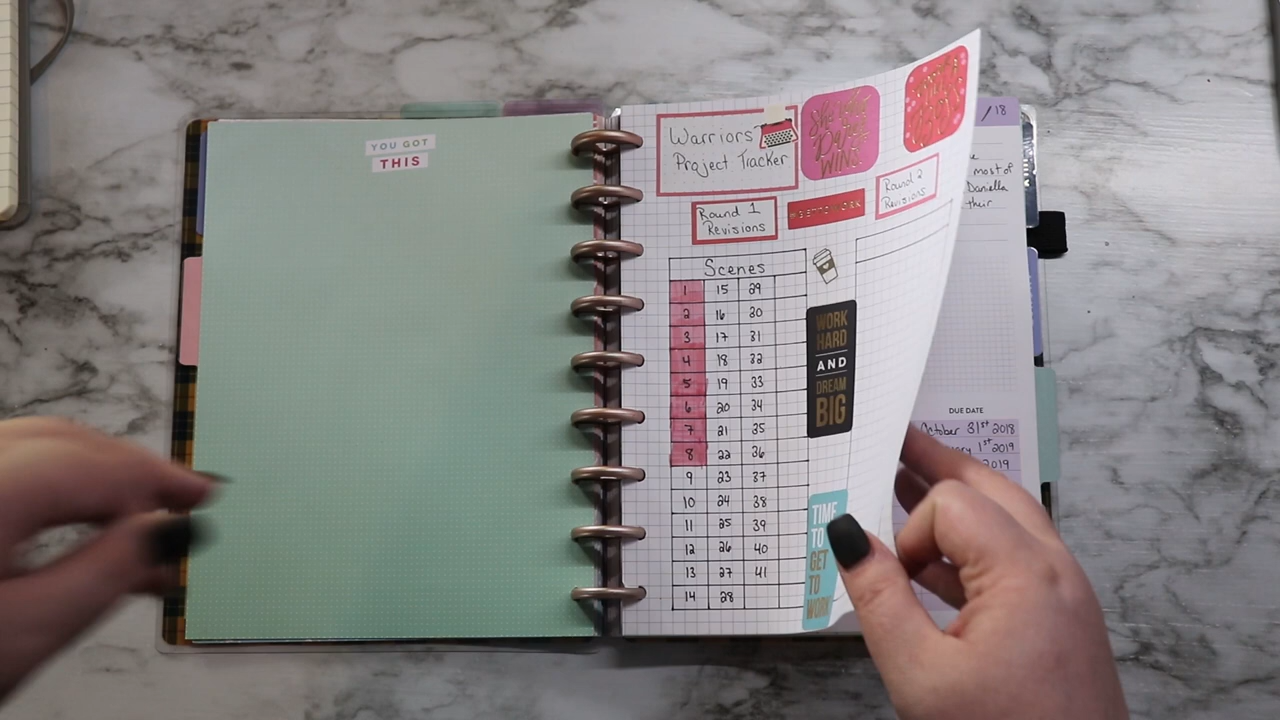 YOU GOT
THIS
Warriors
Project Tracker
She Who
Dares
WINS
Round 1
Revisions
#GETTOWORK
Round 2
Revisions
Scenes
1 15 29
2 16 30
3 17 31
4 18 32
5 19 33
6 20 34
7 21 35
8 22 36
9 23 37
10 24 38
11 25 39
12 26 40
13 27 41
14 28
WORK
HARD
AND
DREAM
BIG
TIME
TO
GET
TO
WORK
/18
most of
Daniella
their
DUE DATE
October 31st 2018
1st 2019
2019